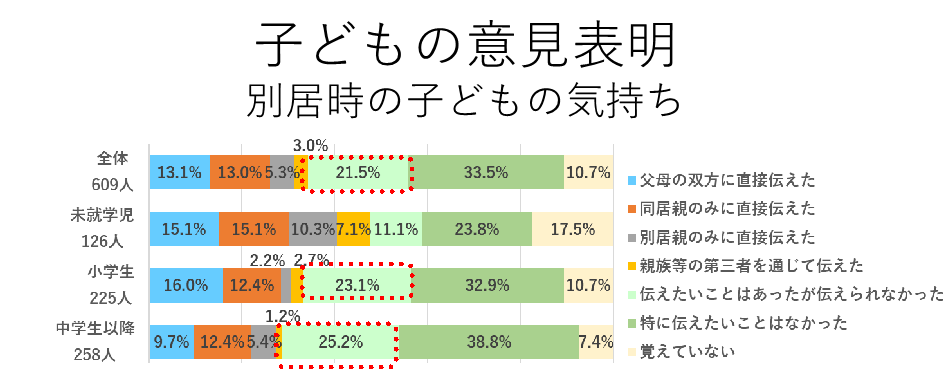 子どもの意見表明
別居時の子どもの気持ち
全体
609人
13.1% 13.0% 5.3% 3.0% 21.5% 33.5% 10.7%
未就学児
126人
15.1% 15.1% 10.3% 7.1% 11.1% 23.8% 17.5%
小学生
225人
16.0% 12.4% 2.2% 2.7% 23.1% 32.9% 10.7%
中学生以降
258人
9.7% 12.4% 5.4% 1.2% 25.2% 38.8% 7.4%
父母の双方に直接伝えた
同居親のみに直接伝えた
別居親のみに直接伝えた
親族等の第三者を通じて伝えた
伝えたいことはあったが伝えられなかった
特に伝えたいことはなかった
覚えていない